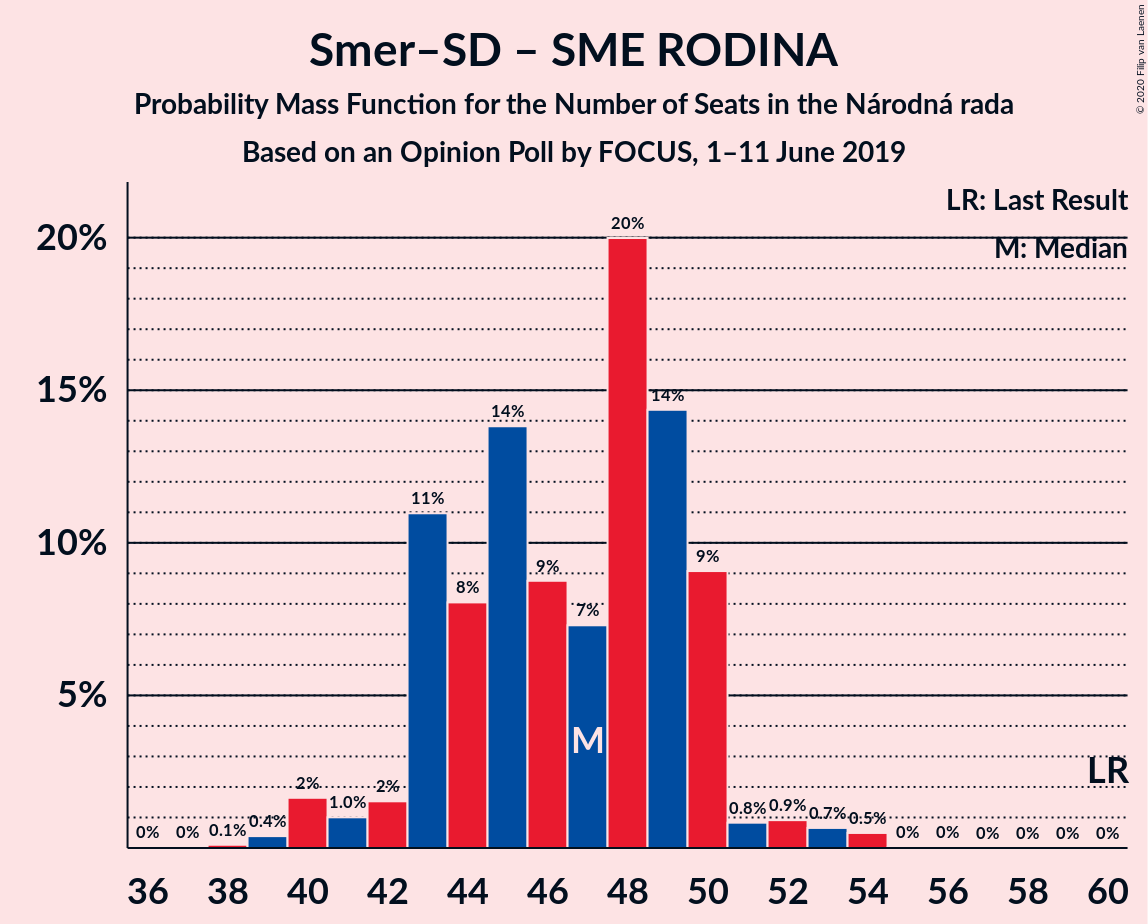 Smer–SD – SME RODINA
Probability Mass Function for the Number of Seats in the Národná rada
Based on an Opinion Poll by FOCUS, 1–11 June 2019
© 2020 Filip van Laenen
LR: Last Result
M: Median
20%
15%
10%
5%
0% 0% 0.1% 0.4% 2% 1.0% 2% 11% 8% 14% 9% 7% 20% 14% 9% 0.8% 0.9% 0.7% 0.5% 0% 0% 0% 0% 0% 0%
M
LR
36 38 40 42 44 46 48 50 52 54 56 58 60